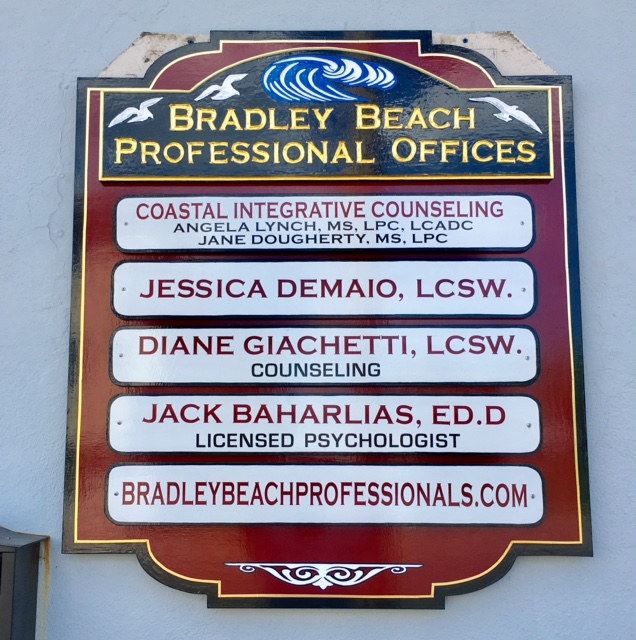 BRADLEY BEACH
PROFESSIONAL OFFICES
COASTAL INTEGRATIVE COUNSELING
ANGELA LYNCH, MS, LPC, LCADC
JANE DOUGHERTY, MS, LPC
JESSICA DEMAIO, LCSW.
DIANE GIACHETTI, LCSW.
COUNSELING
JACK BAHARLIAS, ED.D
LICENSED PSYCHOLOGIST
BRADLEYBEACHPROFESSIONALS.COM